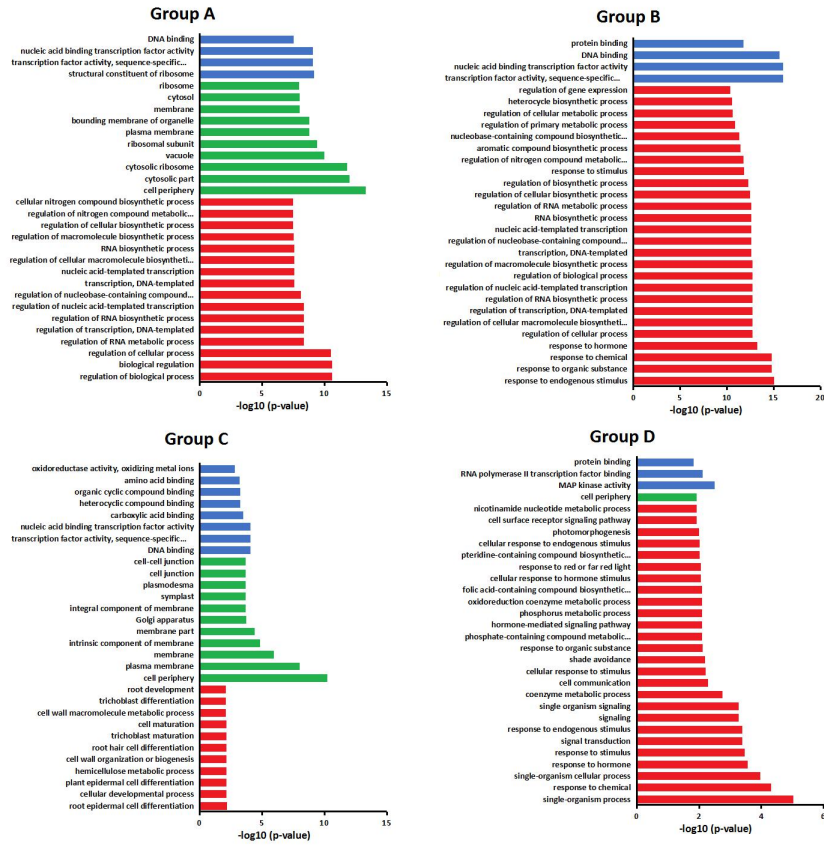 Group A
DNA binding
nucleic acid binding transcription factor activity
transcription factor activity, sequence-specific...
structural constituent of ribosome
ribosome
cytosol
membrane
bounding membrane of organelle
plasma membrane
ribosomal subunit
vacuole
cytosolic ribosome
cytosolic part
cell periphery
cellular nitrogen compound biosynthetic process
regulation of nitrogen compound metabolic...
regulation of cellular biosynthetic process
regulation of macromolecule biosynthetic process
RNA biosynthetic process
regulation of cellular macromolecule biosyntheti...
nucleic acid-templated transcription
transcription, DNA-templated
regulation of nucleobase-containing compound...
regulation of nucleic acid-templated transcription
regulation of RNA biosynthetic process
regulation of transcription, DNA-templated
regulation of RNA metabolic process
regulation of cellular process
biological regulation
regulation of biological process
0 5 10 15
-log10 (p-value)
Group B
protein binding
DNA binding
nucleic acid binding transcription factor activity
transcription factor activity, sequence-specific...
regulation of gene expression
heterocycle biosynthetic process
regulation of cellular metabolic process
regulation of primary metabolic process
nucleobase-containing compound biosynthetic...
aromatic compound biosynthetic process
regulation of nitrogen compound metabolic...
response to stimulus
regulation of biosynthetic process
regulation of cellular biosynthetic process
regulation of RNA metabolic process
RNA biosynthetic process
nucleic acid-templated transcription
regulation of nucleobase-containing compound...
transcription, DNA-templated
regulation of macromolecule biosynthetic process
regulation of biological process
regulation of nucleic acid-templated transcription
regulation of RNA biosynthetic process
regulation of transcription, DNA-templated
regulation of cellular macromolecule biosyntheti...
regulation of cellular process
response to hormone
response to chemical
response to organic substance
response to endogenous stimulus
0 5 10 15 20
-log10 (p-value)
Group C
oxidoreductase activity, oxidizing metal ions
amino acid binding
organic cyclic compound binding
heterocyclic compound binding
carboxylic acid binding
nucleic acid binding transcription factor activity
transcription factor activity, sequence-specific...
DNA binding
cell-cell junction
cell junction
plasmodesma
symplast
integral component of membrane
Golgi apparatus
membrane part
intrinsic component of membrane
membrane
plasma membrane
cell periphery
root development
trichoblast differentiation
cell wall macromolecule metabolic process
cell maturation
trichoblast maturation
root hair cell differentiation
cell wall organization or biogenesis
hemicellulose metabolic process
plant epidermal cell differentiation
cellular developmental process
root epidermal cell differentiation
0 5 10 15
-log10 (p-value)
Group D
protein binding
RNA polymerase II transcription factor binding
MAP kinase activity
cell periphery
nicotinamide nucleotide metabolic process
cell surface receptor signaling pathway
photomorphogenesis
cellular response to endogenous stimulus
pteridine-containing compound biosynthetic...
response to red or far red light
cellular response to hormone stimulus
folic acid-containing compound biosynthetic...
oxidoreduction coenzyme metabolic process
phosphorus metabolic process
hormone-mediated signaling pathway
phosphate-containing compound metabolic...
response to organic substance
shade avoidance
cellular response to stimulus
cell communication
coenzyme metabolic process
single organism signaling
signaling
response to endogenous stimulus
signal transduction
response to stimulus
response to hormone
single-organism cellular process
response to chemical
single-organism process
0 2 4 6
-log10 (p-value)